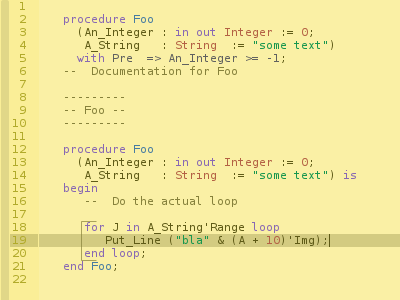 1
2 procedure Foo
3 (An_Integer : in out Integer := 0;
4 A_String : String := "some text")
5 with Pre => An_Integer >= -1;
6 -- Documentation for Foo
7
8 ---------
9 -- Foo --
10 ---------
11
12 procedure Foo
13 (An_Integer : in out Integer := 0;
14 A_String : String := "some text") is
15 begin
16 -- Do the actual loop
17
18 for J in A_String'Range loop
19 Put_Line ("bla" & (A + 10)'Img);
20 end loop;
21 end Foo;
22